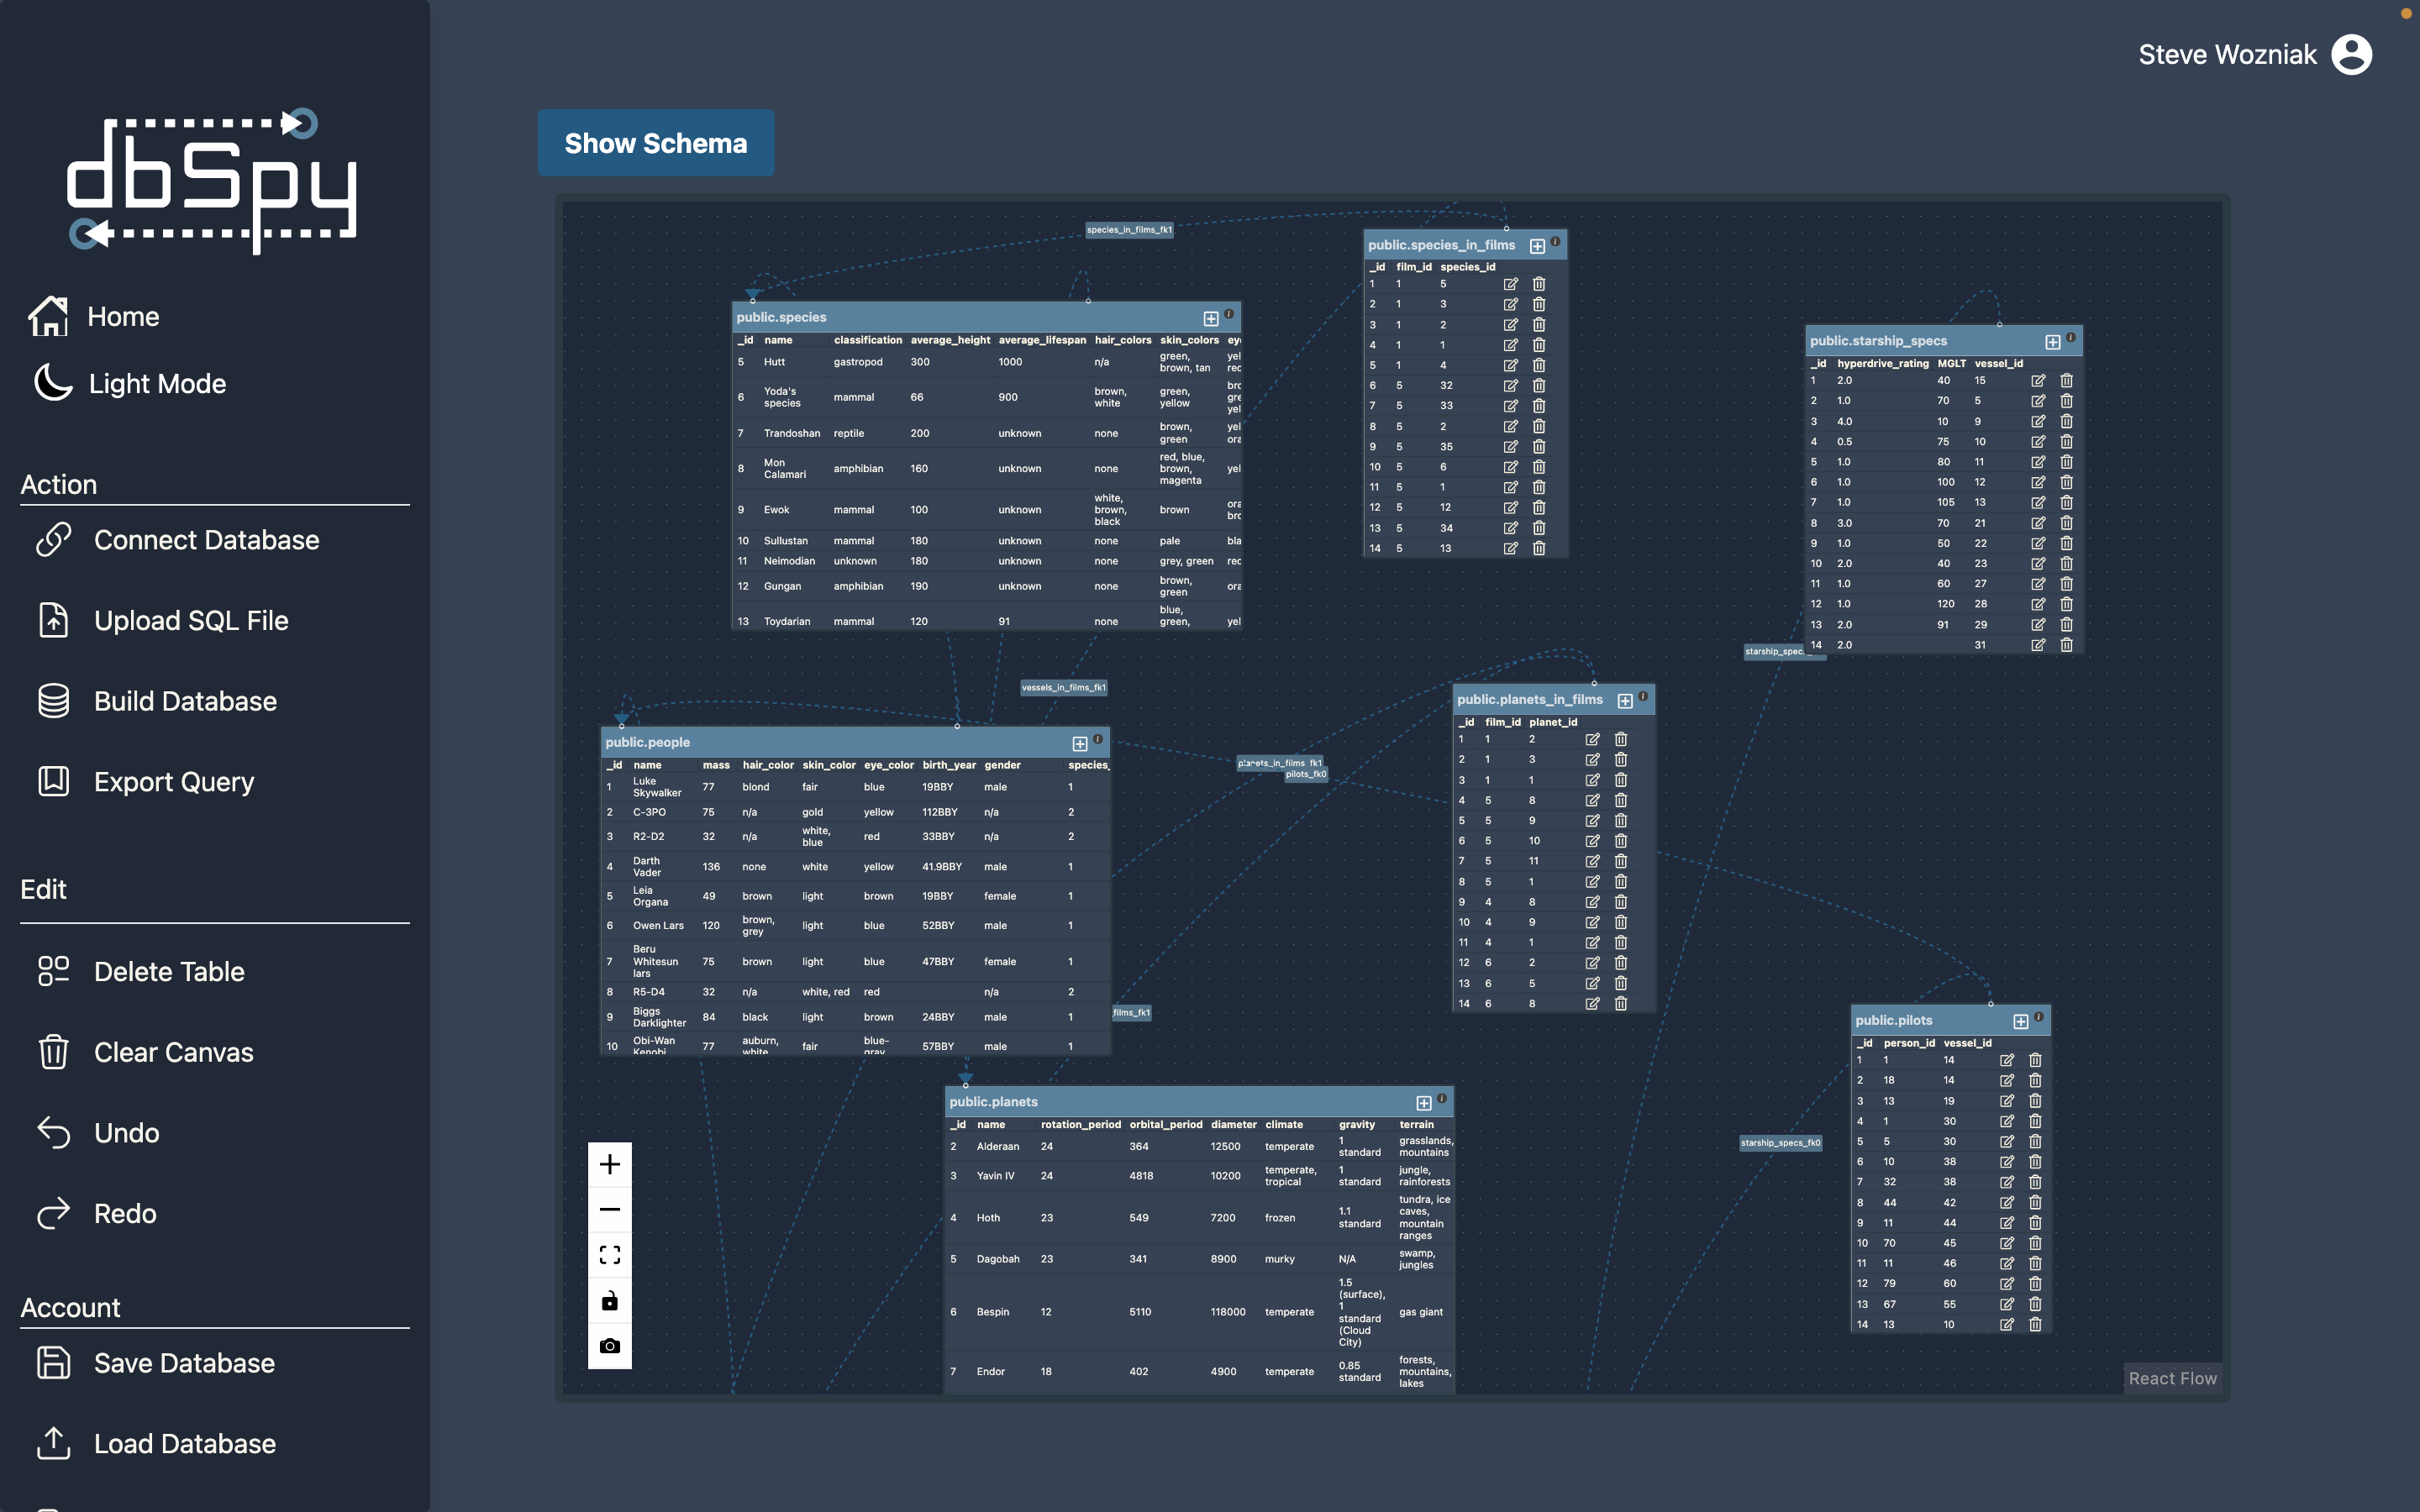 Steve Wozniak
dbSpy
Home
Light Mode
Action
Connect Database
Upload SQL File
Build Database
Export Query
Edit
Delete Table
Clear Canvas
Undo
Redo
Account
Save Database
Load Database
Show Schema
species_in_films_fk1
public.species
_id name classification average_height average_lifespan hair_colors skin_colors
5 Hutt gastropod 300 1000 n/a green, brown, tan
6 Yoda's species mammal 66 900 brown, white green, yellow
7 Trandoshan reptile 200 unknown none brown, green
8 Mon Calamari amphibian 160 unknown none red, blue, brown, magenta
9 Ewok mammal 100 unknown white, brown, black brown
10 Sullustan mammal 180 unknown none pale
11 Neimodian unknown 180 unknown none grey, green
12 Gungan amphibian 190 unknown none brown, green
13 Toydarian mammal 120 91 none blue, green,
public.species_in_films
_id film_id species_id
1 1 5
2 1 3
3 1 2
4 1 1
5 1 4
6 5 32
7 5 33
8 5 2
9 5 35
10 5 6
11 5 1
12 5 12
13 5 34
14 5 13
public.starship_specs
_id hyperdrive_rating MGLT vessel_id
1 2.0 40 15
2 1.0 70 5
3 4.0 10 9
4 0.5 75 10
5 1.0 80 11
6 1.0 100 12
7 1.0 105 13
8 3.0 70 21
9 1.0 50 22
10 2.0 40 23
11 1.0 60 27
12 1.0 120 28
13 2.0 91 29
14 2.0 31
vessels_in_films_fk1
public.people
_id name mass hair_color skin_color eye_color birth_year gender species_
1 Luke Skywalker 77 blond fair blue 19BBY male 1
2 C-3PO 75 n/a gold yellow 112BBY n/a 2
3 R2-D2 32 n/a white, blue red 33BBY n/a 2
4 Darth Vader 136 none white yellow 41.9BBY male 1
5 Leia Organa 49 brown light brown 19BBY female 1
6 Owen Lars 120 brown, grey light blue 52BBY male 1
7 Beru Whitesun lars 75 brown light blue 47BBY female 1
8 R5-D4 32 n/a white, red red n/a 2
9 Biggs Darklighter 84 black light brown 24BBY male 1
10 Obi-Wan Kenobi 77 auburn, white fair blue-gray 57BBY male 1
planets_in_films_fk1
pilots_fk0
films_fk1
public.planets_in_films
_id film_id planet_id
1 1 2
2 1 3
3 1 1
4 5 8
5 5 9
6 5 10
7 5 11
8 5 1
9 4 8
10 4 9
11 4 1
12 6 2
13 6 5
14 6 8
public.planets
_id name rotation_period orbital_period diameter climate gravity terrain
2 Alderaan 24 364 12500 temperate 1 standard grasslands, mountains
3 Yavin IV 24 4818 10200 temperate, tropical 1 standard jungle, rainforests
4 Hoth 23 549 7200 frozen 1.1 standard tundra, ice caves, mountain ranges
5 Dagobah 23 341 8900 murky N/A swamp, jungles
6 Bespin 12 5110 118000 temperate 1.5 (surface), 1 standard (Cloud City) gas giant
7 Endor 18 402 4900 temperate 0.85 standard forests, mountains, lakes
starship_specs_fk0
public.pilots
_id person_id vessel_id
1 1 14
2 18 14
3 13 19
4 1 30
5 5 30
6 10 38
7 32 38
8 44 42
9 11 44
10 70 45
11 11 46
12 79 60
13 67 55
14 13 10
React Flow